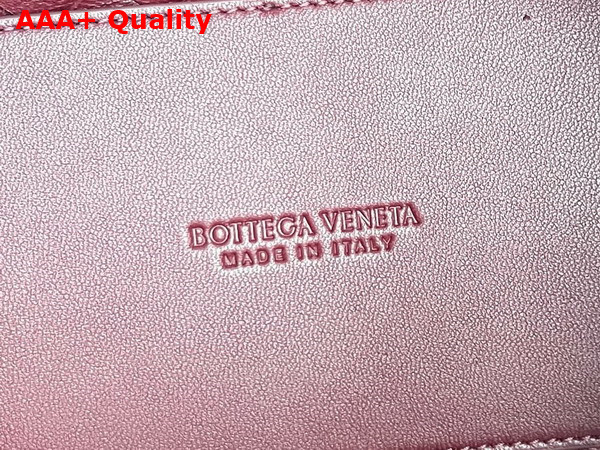 AAA+ Quality
BOTTEGA VENETA
MADE IN ITALY